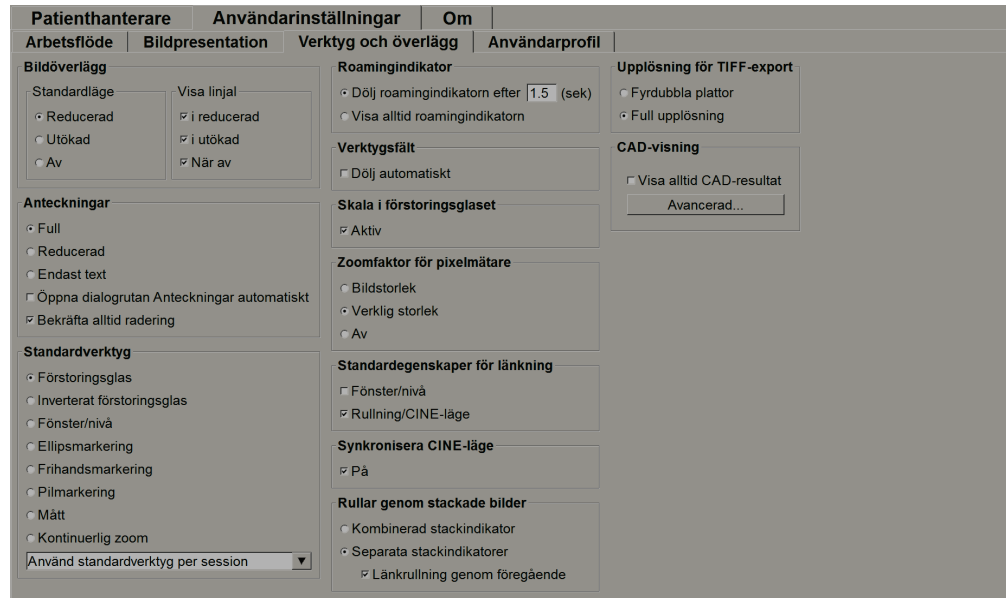 Patienthanterare
Användarinställningar
Om
Arbetsflöde
Bildpresentation
Verktyg och överlägg
Användarprofil
Bildöverlägg
Standardläge
Reducerad
Utökad
Av
Visa linjal
i reducerad
i utökad
När av
Anteckningar
Full
Reducerad
Endast text
Öppna dialogrutan Anteckningar automatiskt
Bekräfta alltid radering
Standardverktyg
Förstoringsglas
Inverterat förstoringsglas
Fönster/nivå
Ellipsmarkering
Frihandsmarkering
Pilmarkering
Mått
Kontinuerlig zoom
Använd standardverktyg per session
Roamingindikator
Dölj roamingindikatorn efter 1.5 (sek)
Visa alltid roamingindikatorn
Verktygsfält
Dölj automatiskt
Skala i förstoringsglaset
Aktiv
Zoomfaktor för pixelmätare
Bildstorlek
Verklig storlek
Av
Standardegenskaper för länkning
Fönster/nivå
Rullning/CINE-läge
Synkronisera CINE-läge
På
Rullar genom stackade bilder
Kombinerad stackindikator
Separata stackindikatorer
Länkrullning genom föregående
Upplösning för TIFF-export
Fyrdubbla plattor
Full upplösning
CAD-visning
Visa alltid CAD-resultat
Avancerad...